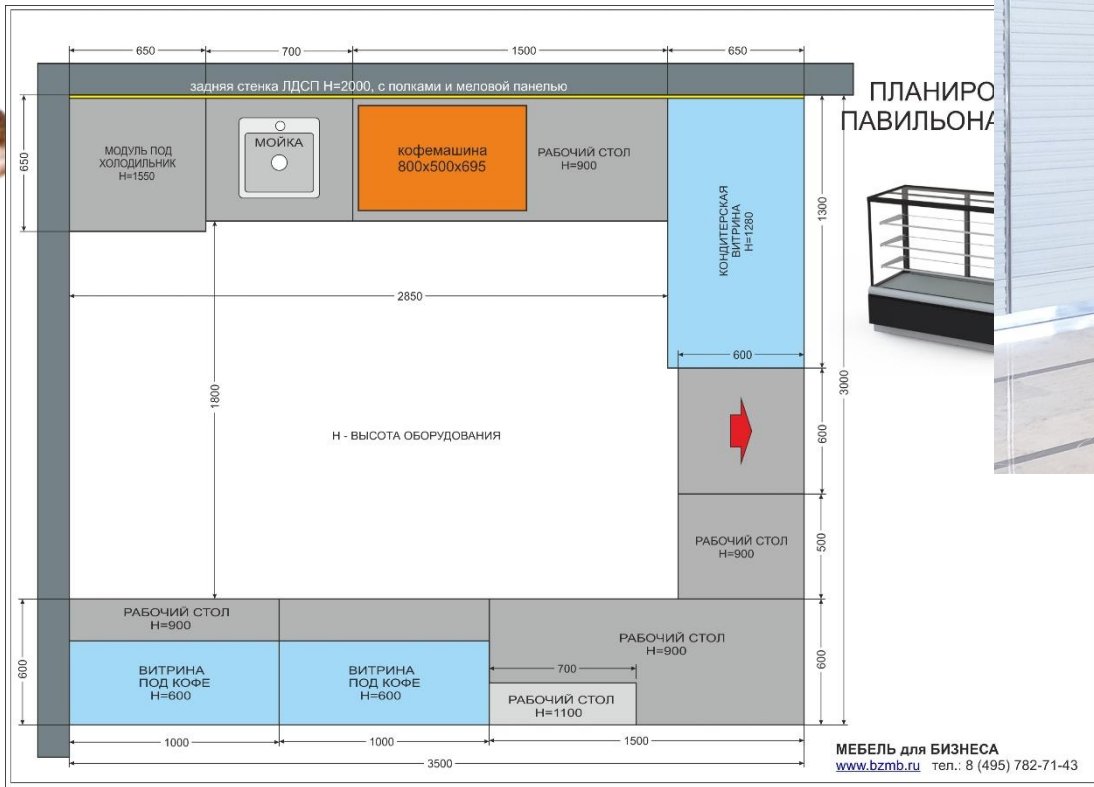 650
700
1500
650
задняя стенка ЛДСП H=2000, с полками и меловой панелью
ПЛАНИРО
ПАВИЛЬОНА
650
МОДУЛЬ ПОД
ХОЛОДИЛЬНИК
H=1550
МОЙКА
кофемашина
800x500x695
РАБОЧИЙ СТОЛ
H=900
КОНДИТЕРСКАЯ
ВИТРИНА
H=1280
1300
2850
600
3000
1800
H - ВЫСОТА ОБОРУДОВАНИЯ
600
РАБОЧИЙ СТОЛ
H=900
500
РАБОЧИЙ СТОЛ
H=900
РАБОЧИЙ СТОЛ
H=900
600
ВИТРИНА
ПОД КОФЕ
H=600
ВИТРИНА
ПОД КОФЕ
H=600
700
РАБОЧИЙ СТОЛ
H=1100
600
1000
1000
1500
3500
МЕБЕЛЬ для БИЗНЕСА
www.bzmb.ru тел.: 8 (495) 782-71-43